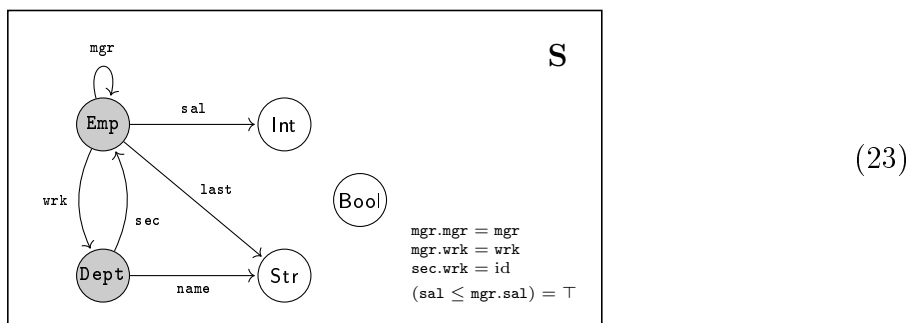 S
mgr
Emp
sal
Int
last
wrk
sec
Bool
Dept
name
Str
mgr.mgr = mgr
mgr.wrk = wrk
sec.wrk = id
(sal ≤ mgr.sal) = ⊤
(23)